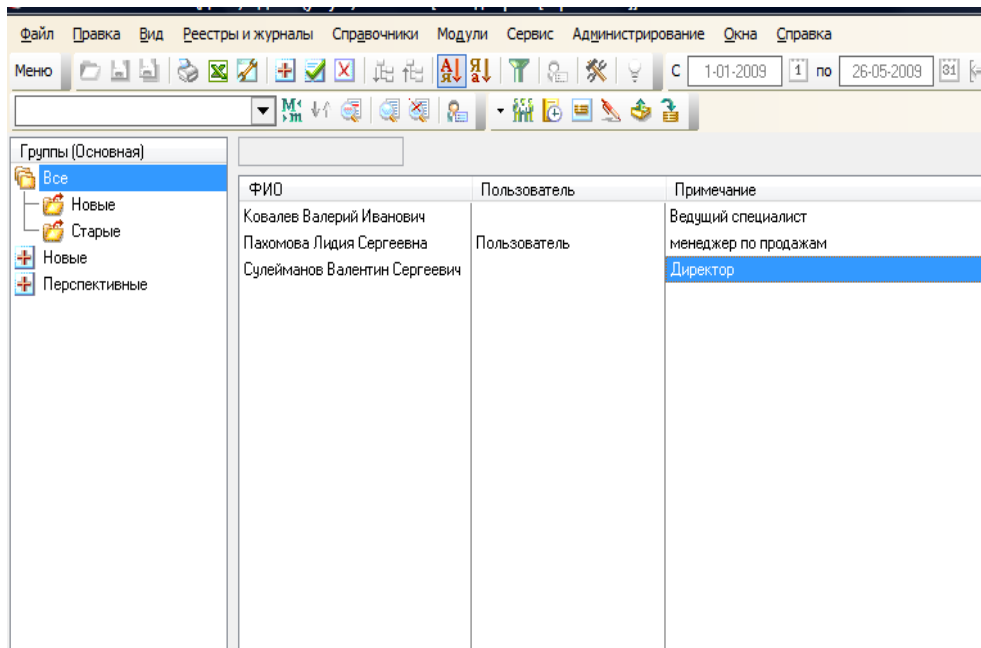 Файл Правка Вид Реестры и журналы Справочники Модули Сервис Администрирование Окна Справка
Меню С 1-01-2009 1 по 26-05-2009 31
Группы (Основная)
Все
Новые
Старые
Новые
Перспективные
ФИО Пользователь Примечание
Ковалев Валерий Иванович Ведущий специалист
Пахомова Лидия Сергеевна Пользователь менеджер по продажам
Сулейманов Валентин Сергеевич Директор